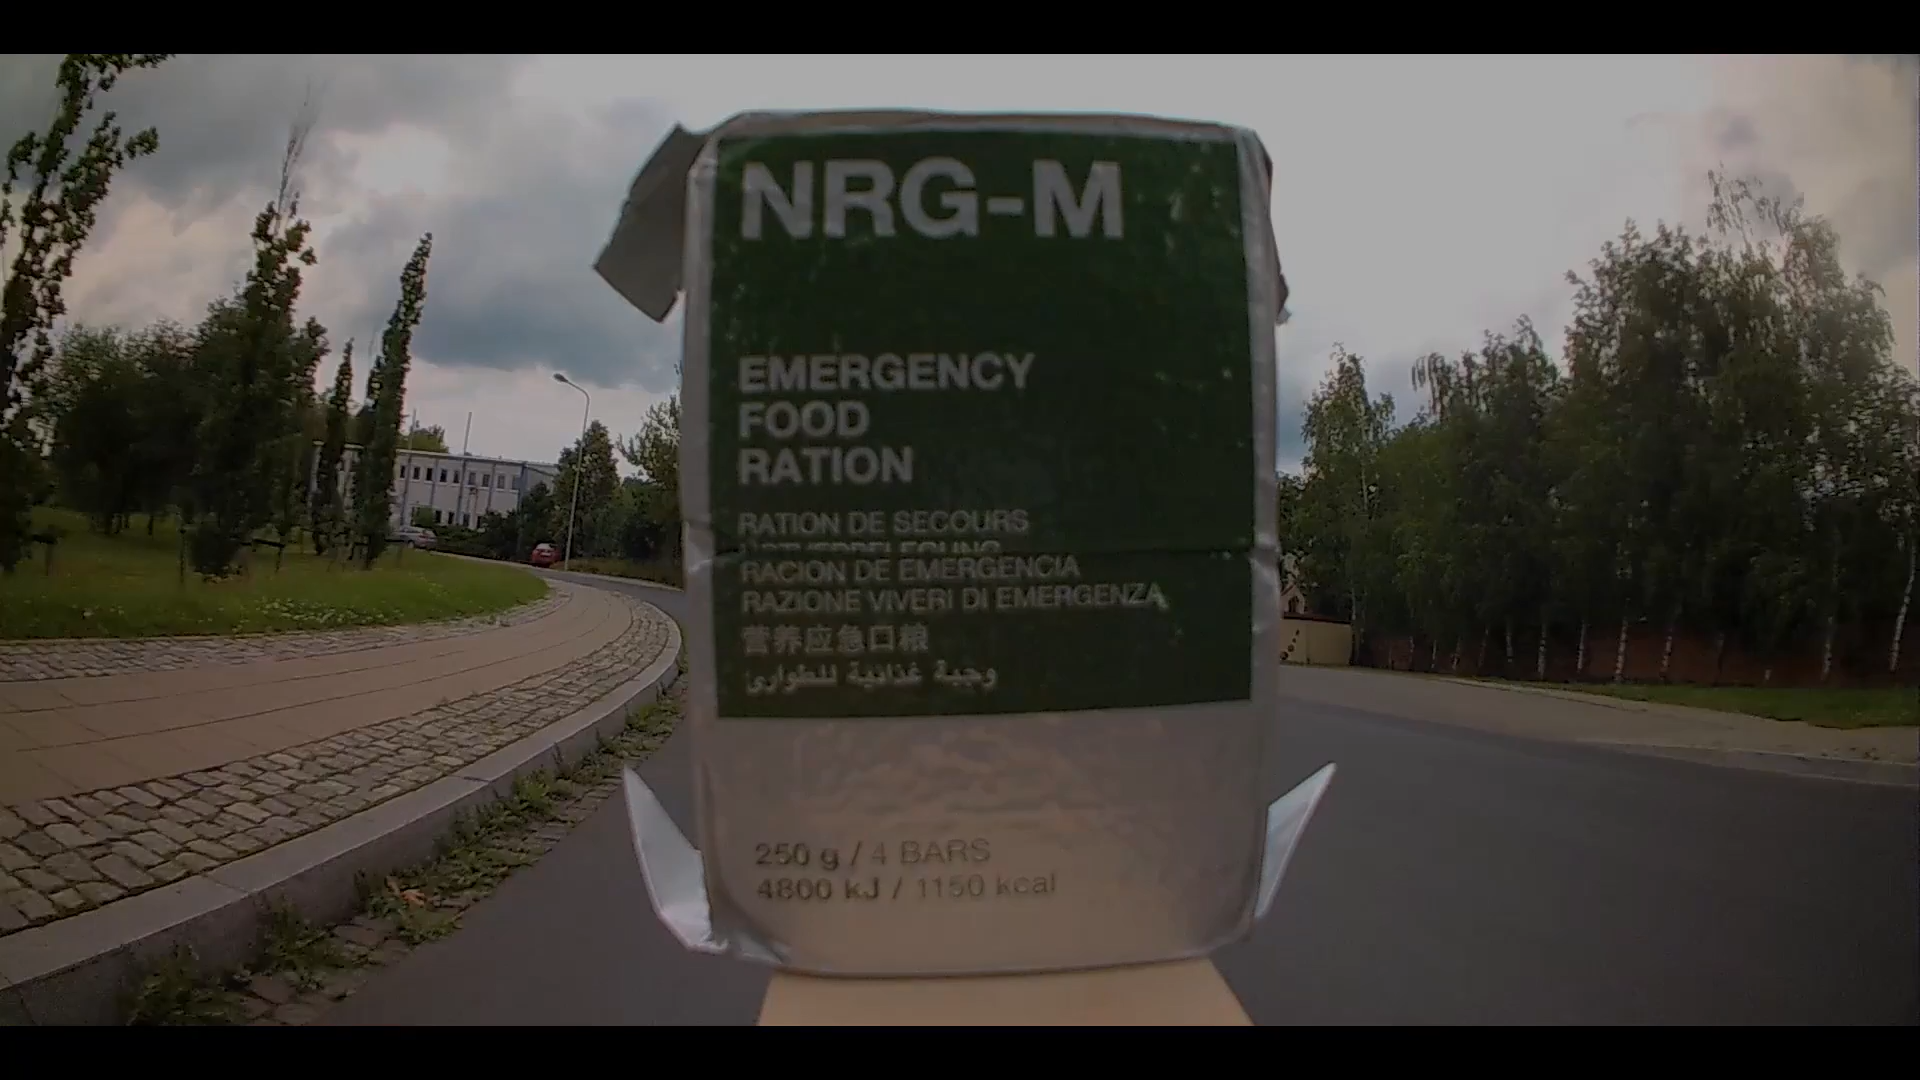 NRG-M
EMERGENCY
FOOD
RATION
RATION DE SECOURS
RACION DE EMERGENCIA
RAZIONE VIVERI DI EMERGENZA
营养应急口粮
وجبة غذائية للطوارئ
250 g / 4 BARS
4800 kJ / 1150 kcal